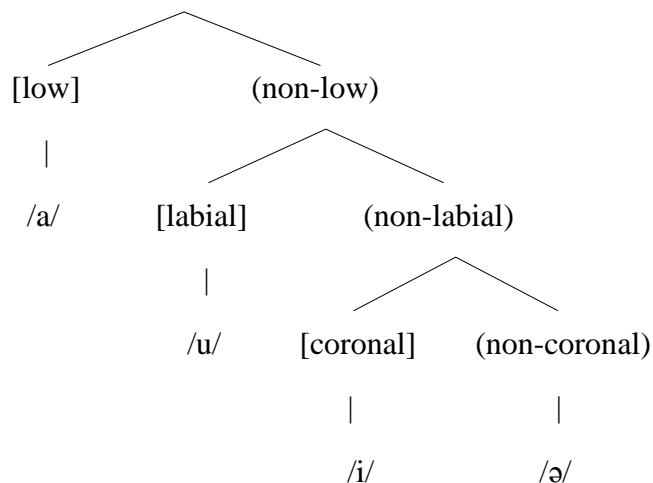 [low] (non-low)
|
/a/ [labial] (non-labial)
|
/u/ [coronal] (non-coronal)
| |
/i/ /ə/